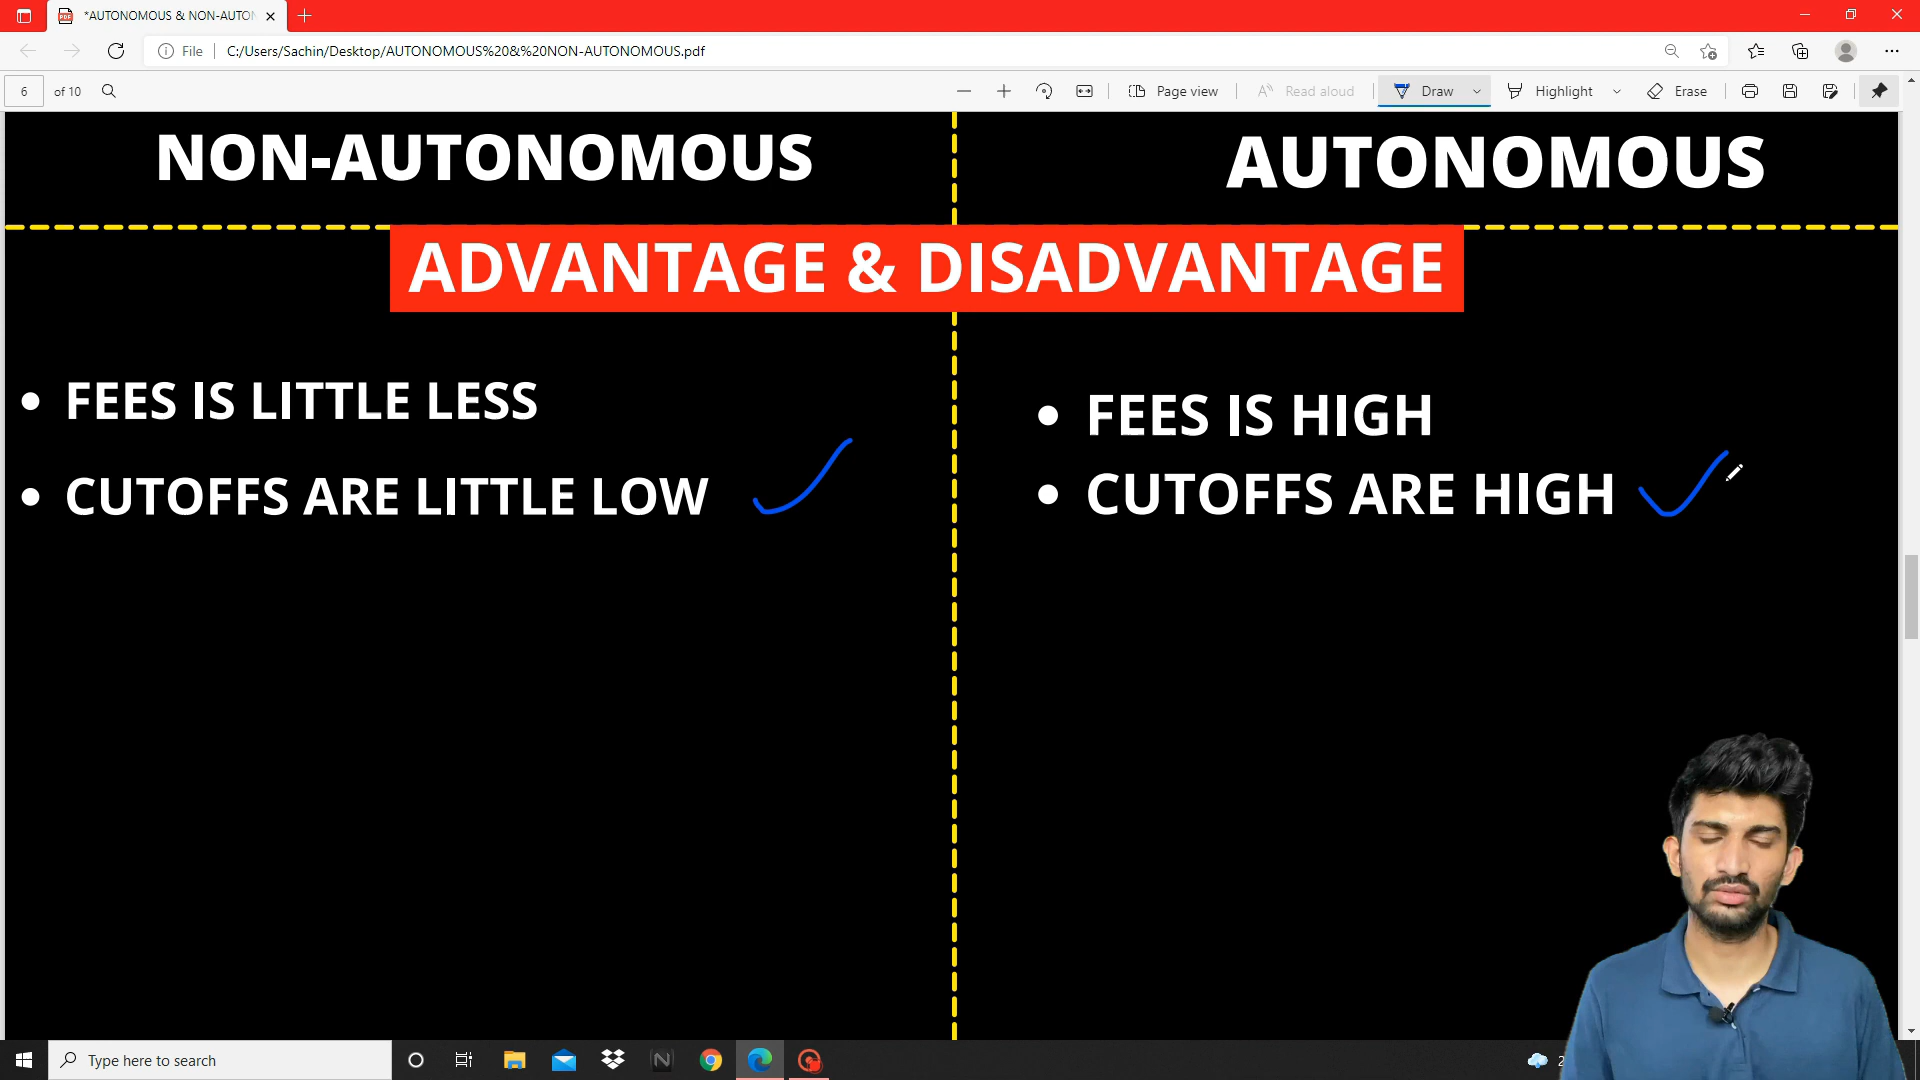 *AUTONOMOUS & NON-AUTON
File
C:/Users/Sachin/Desktop/AUTONOMOUS%20&%20NON-AUTONOMOUS.pdf
6 of 10
Page view
Read aloud
Draw
Highlight
Erase
NON-AUTONOMOUS
AUTONOMOUS
ADVANTAGE & DISADVANTAGE
• FEES IS LITTLE LESS
• CUTOFFS ARE LITTLE LOW
• FEES IS HIGH
• CUTOFFS ARE HIGH
Type here to search